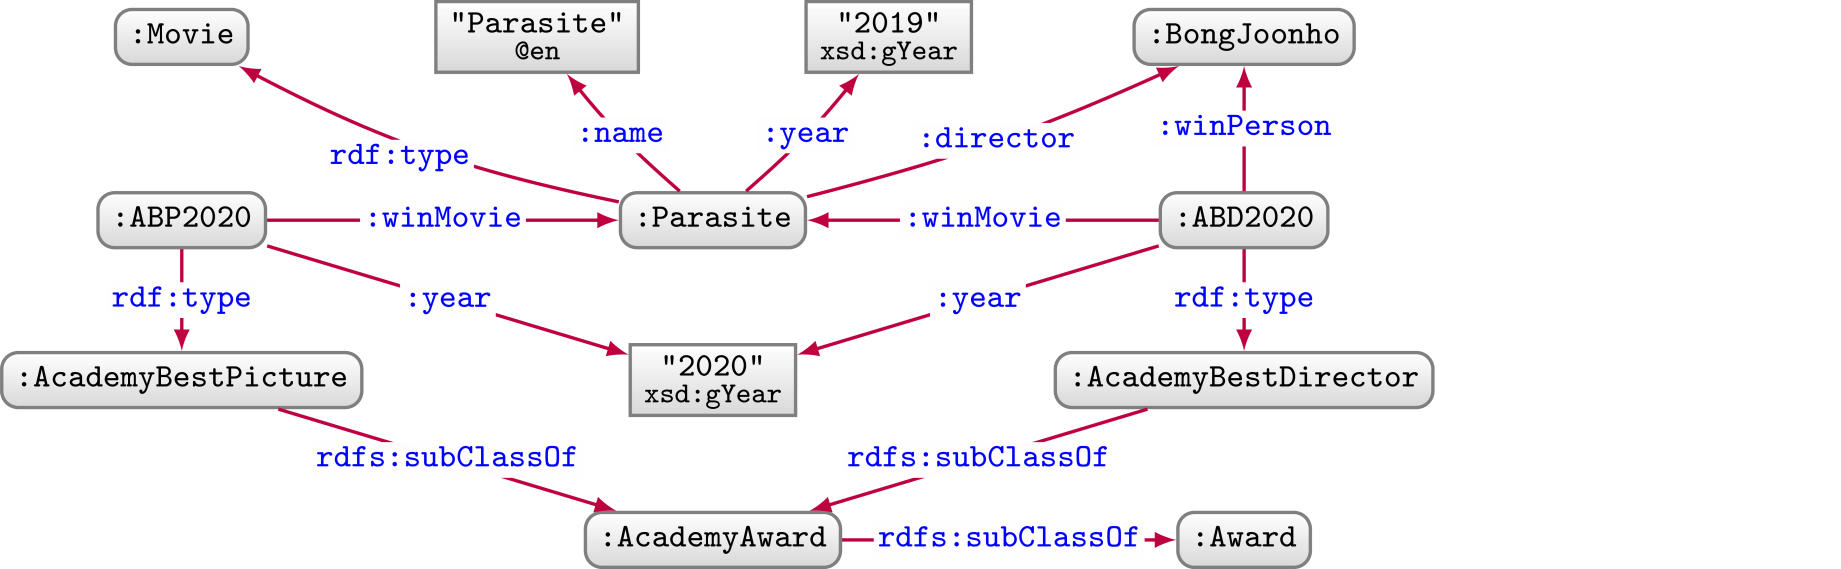 :Movie
"Parasite"
@en
"2019"
xsd:gYear
:BongJoonho
rdf:type
:name
:year
:director
:winPerson
:ABP2020
:winMovie
:Parasite
:winMovie
:ABD2020
rdf:type
:year
:year
rdf:type
:AcademyBestPicture
"2020"
xsd:gYear
:AcademyBestDirector
rdfs:subClassOf
rdfs:subClassOf
:AcademyAward
rdfs:subClassOf
:Award